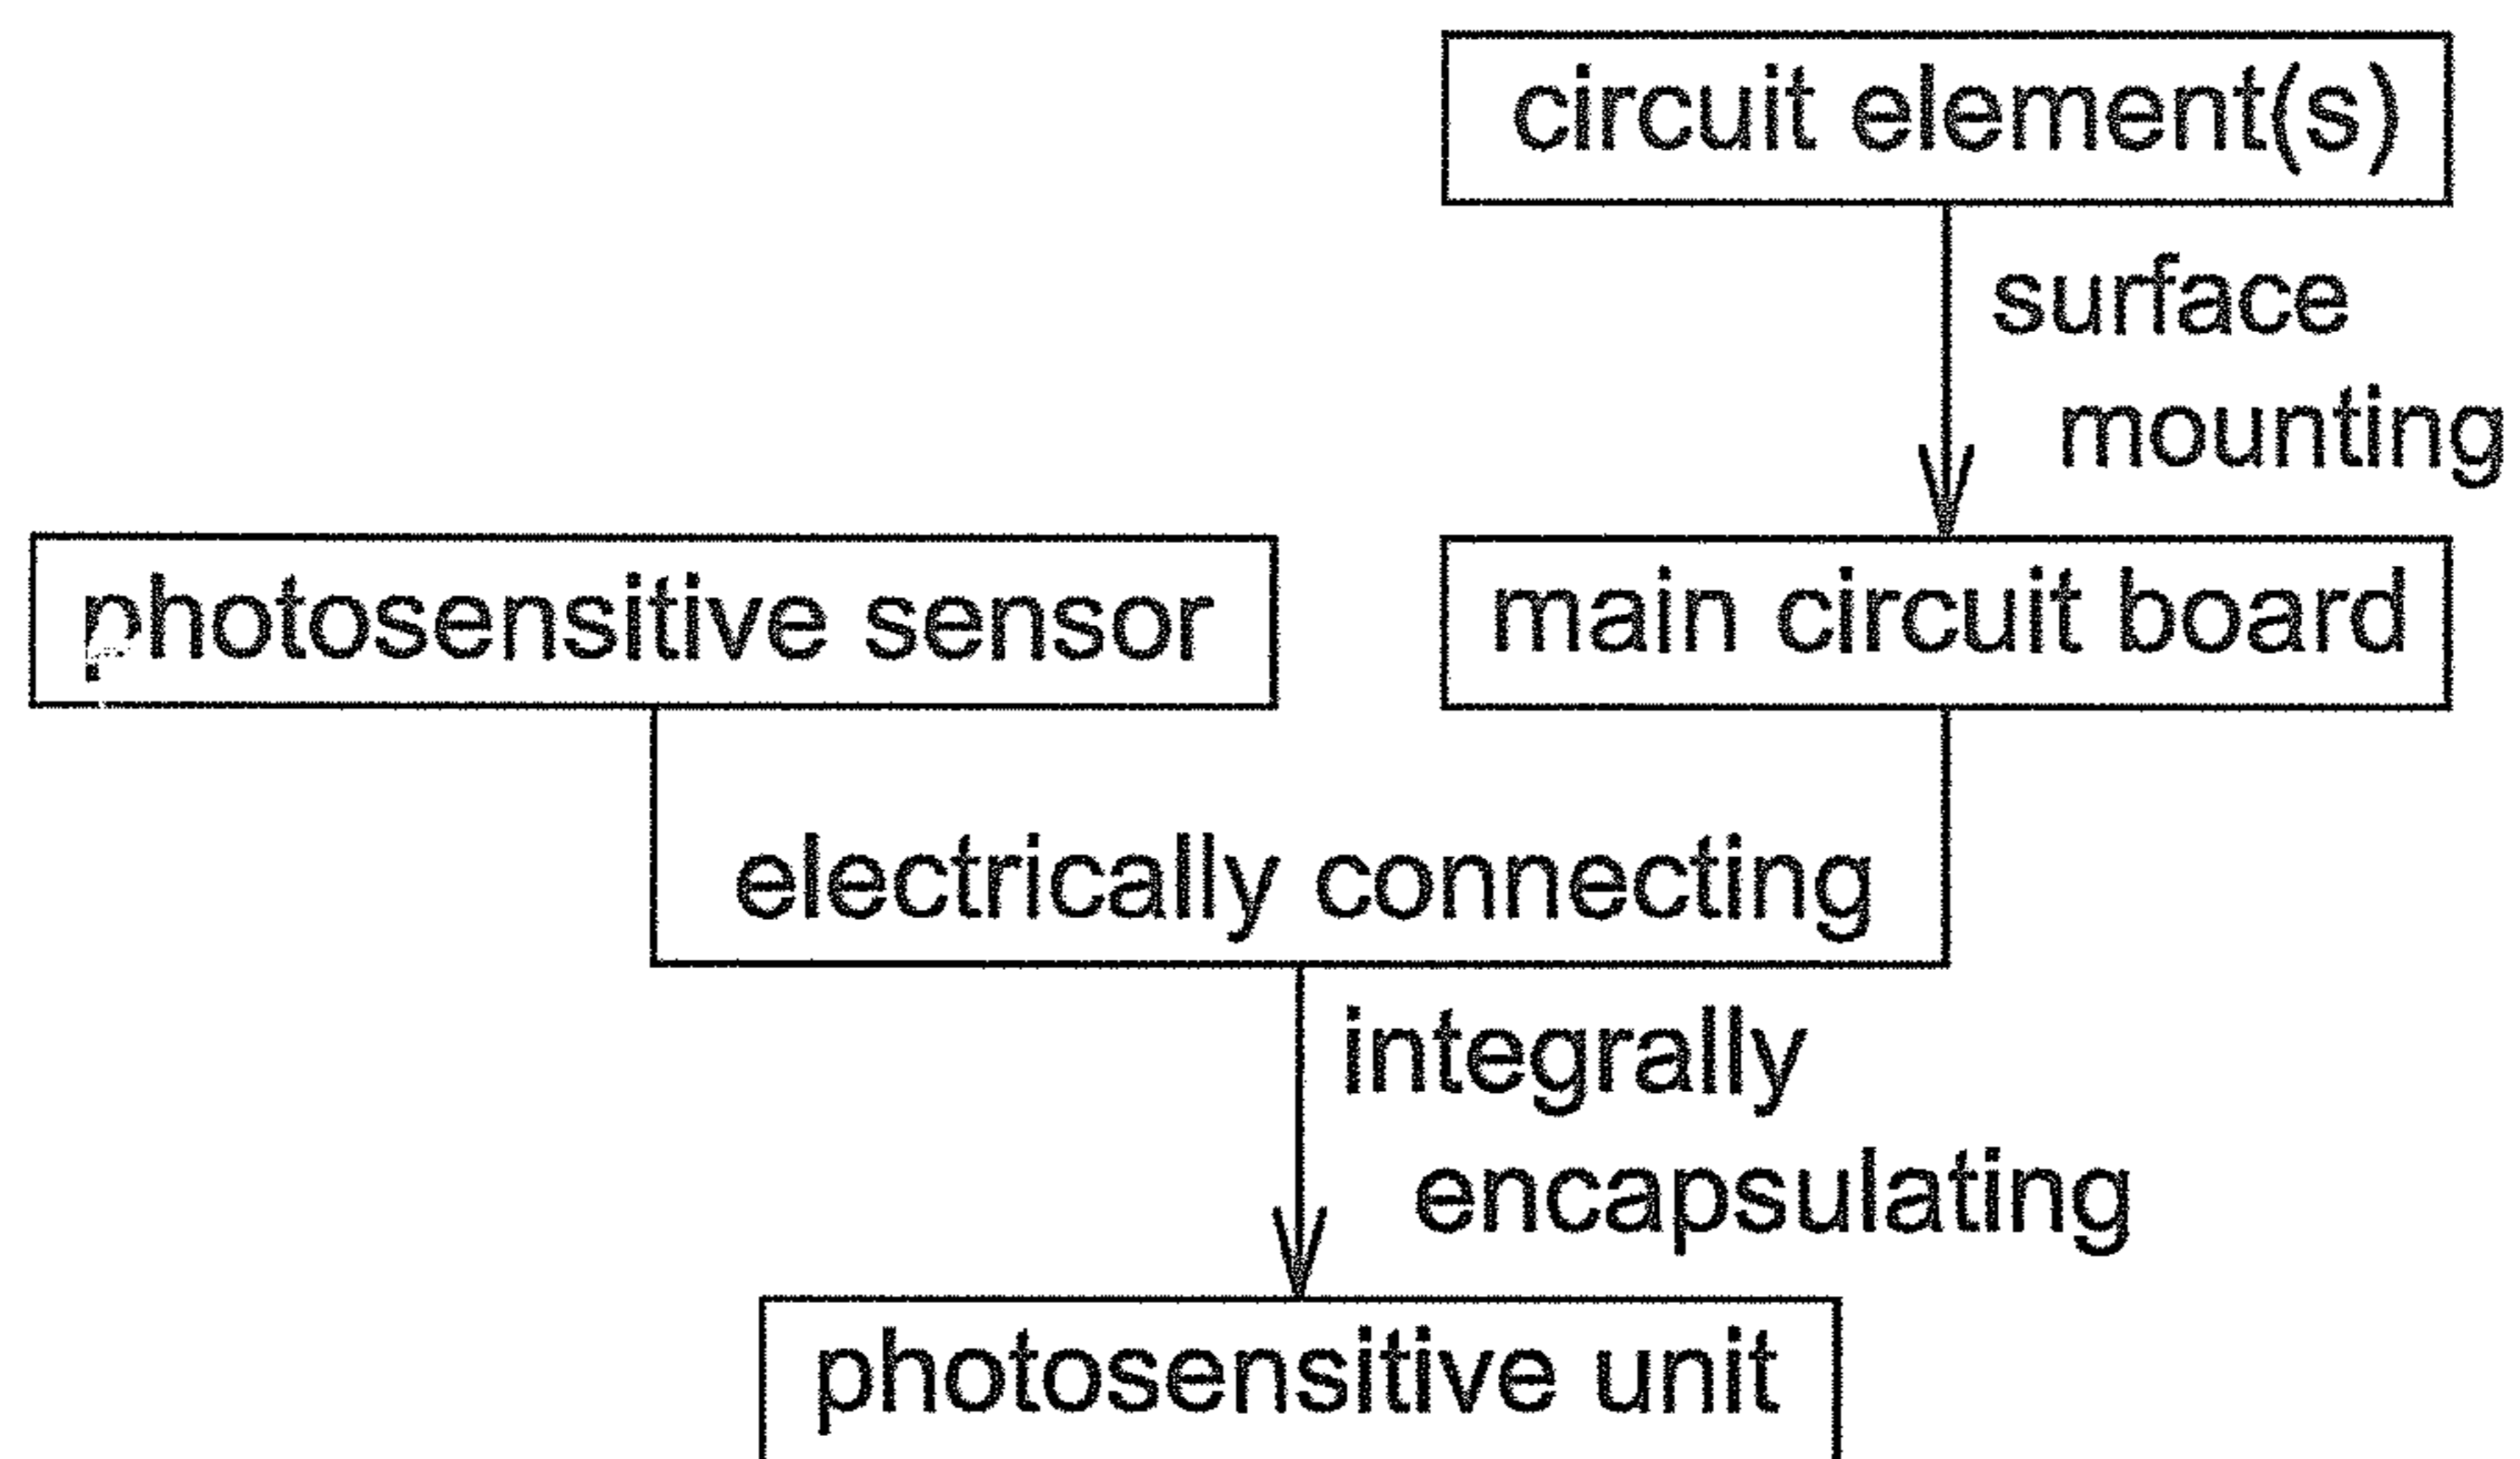 circuit element(s)
surface
mounting
photosensitive sensor
main circuit board
electrically connecting
integrally
encapsulating
photosensitive unit